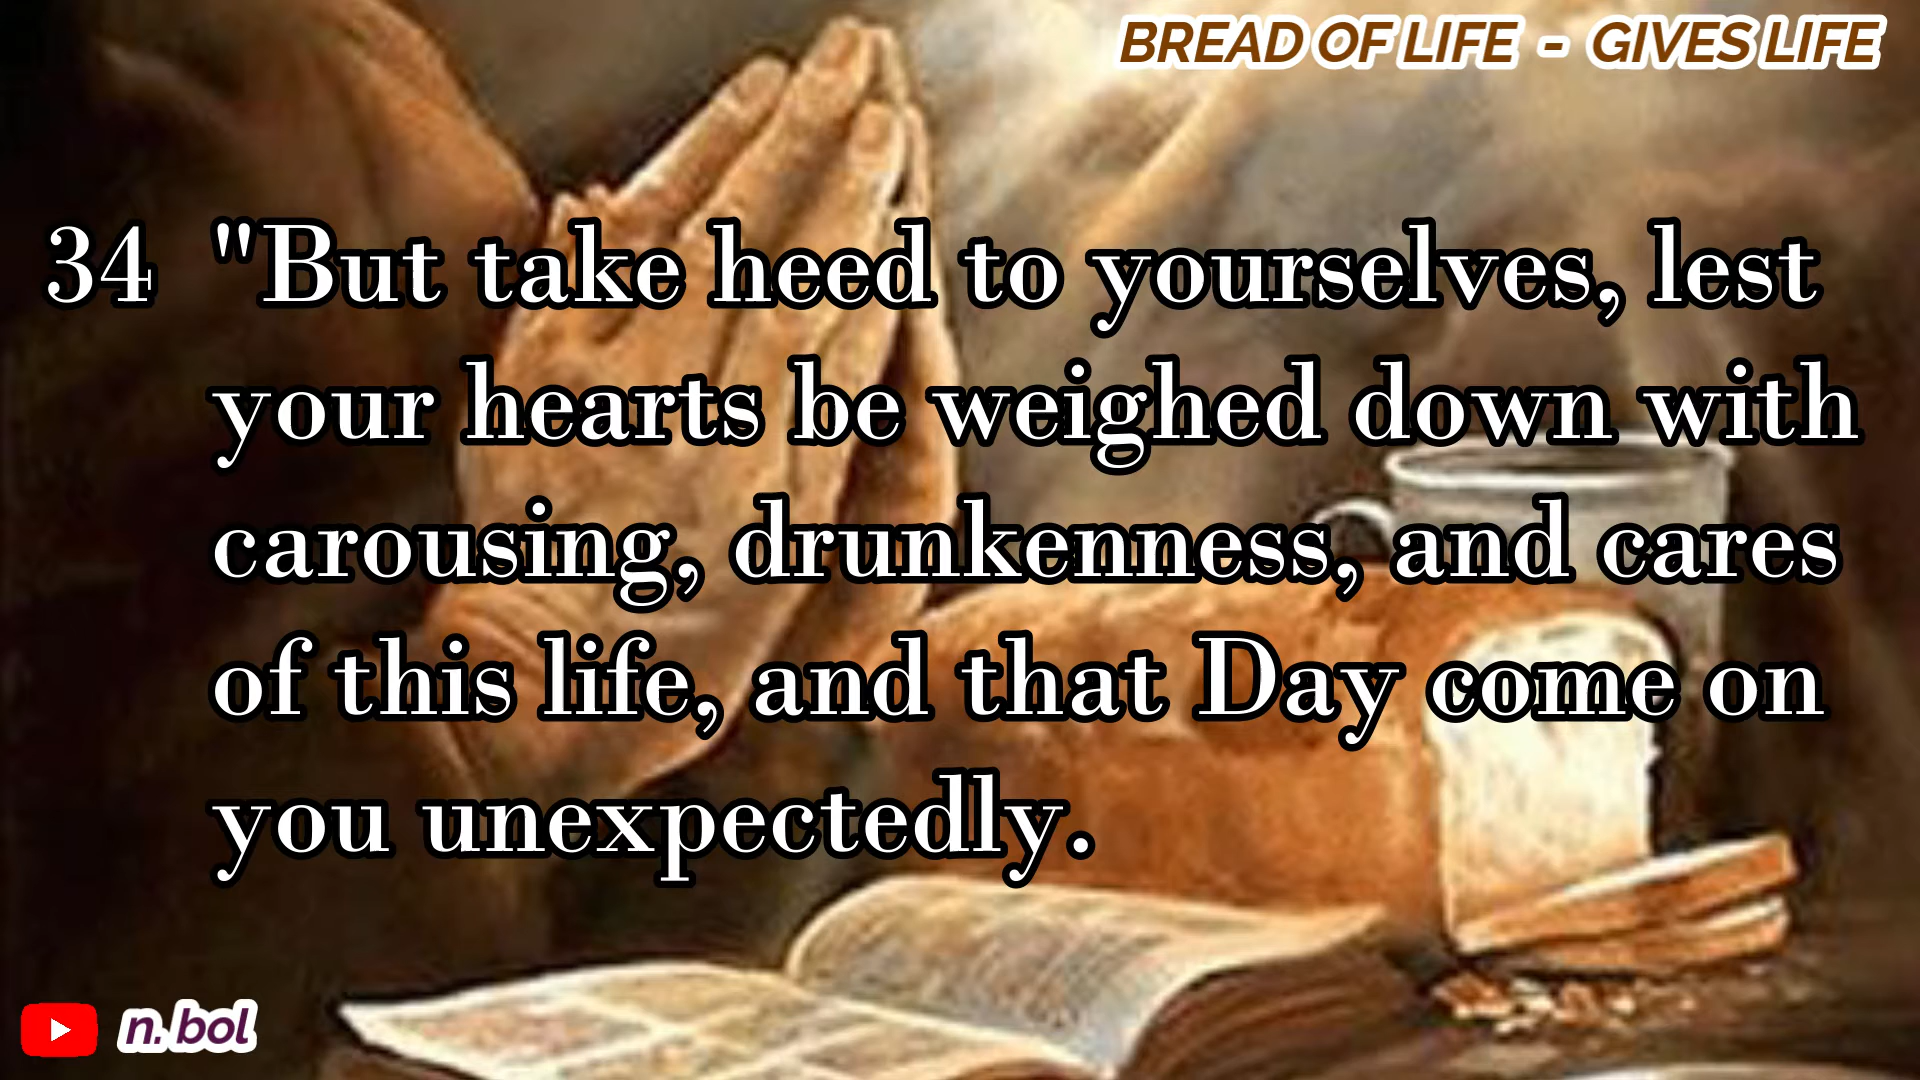 BREAD OF LIFE - GIVES LIFE
34 "But take heed to yourselves, lest
your hearts be weighed down with
carousing, drunkenness, and cares
of this life, and that Day come on
you unexpectedly.
n.bol